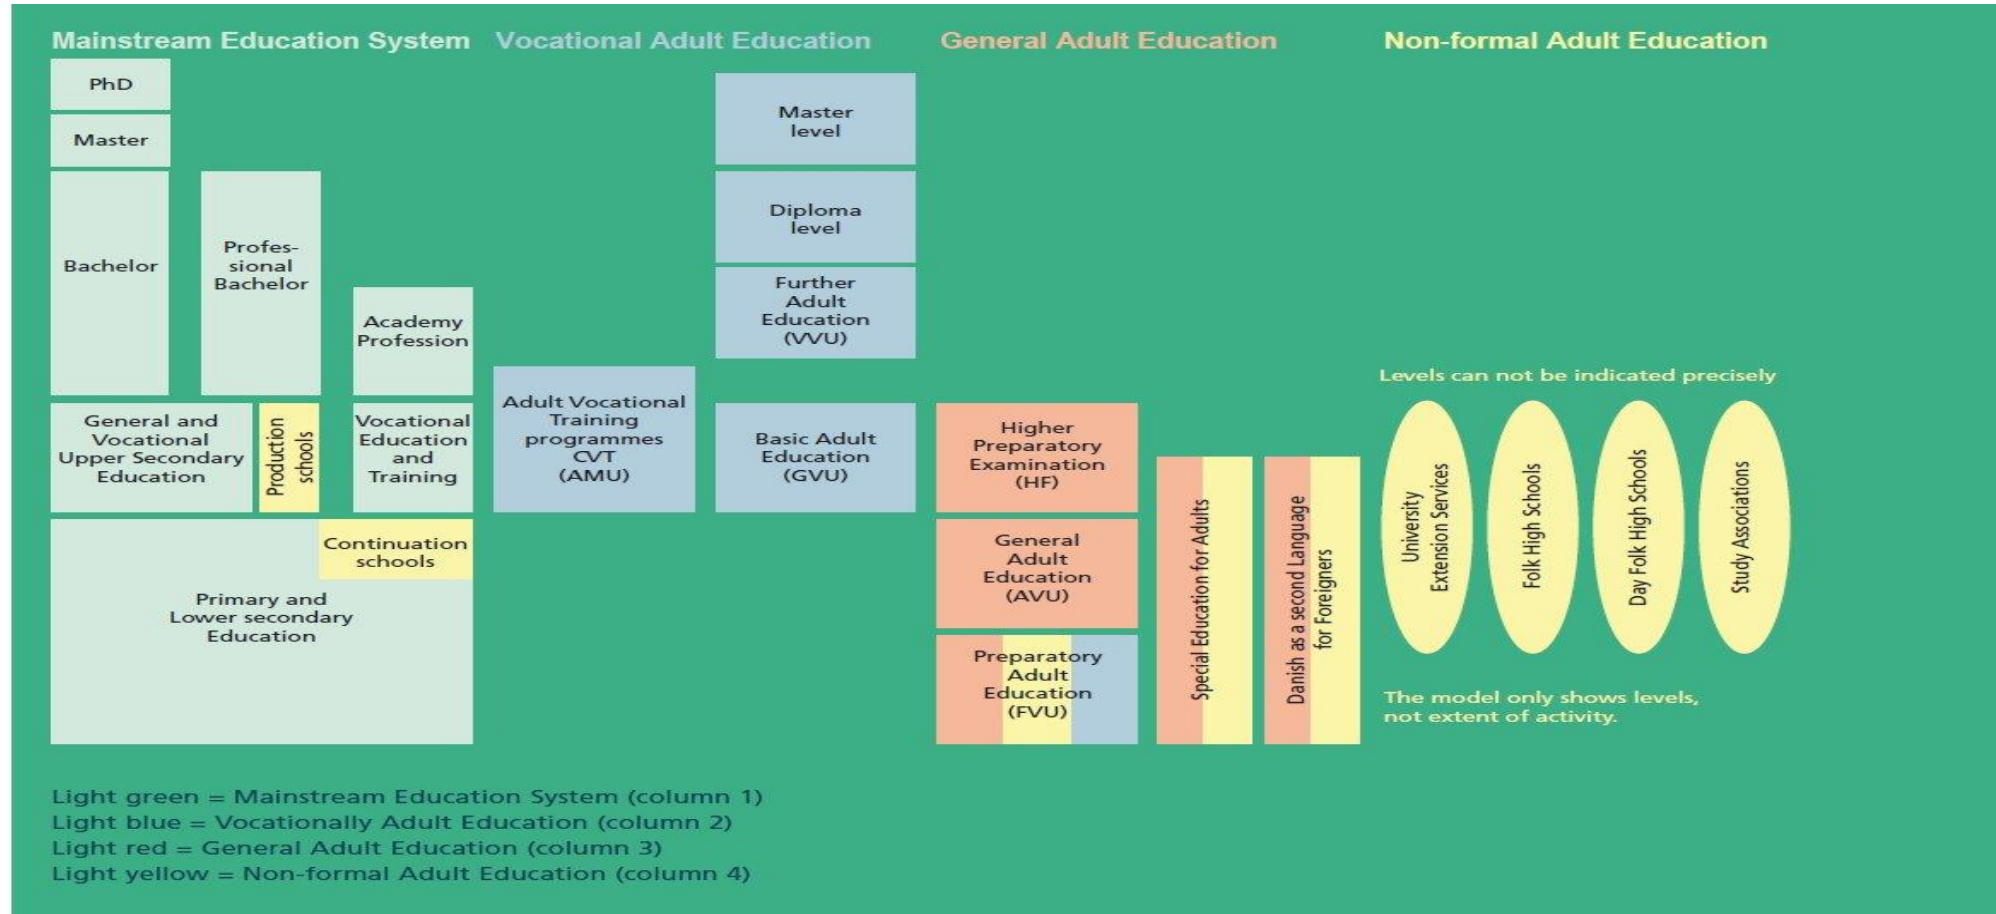 Mainstream Education System
PhD
Master
Bachelor
Profes-
sional
Bachelor
Academy
Profession
General and
Vocational
Upper Secondary
Education
Production
schools
Vocational
Education
and
Training
Continuation
schools
Primary and
Lower secondary
Education
Vocational Adult Education
Master
level
Diploma
level
Further
Adult
Education
(VVU)
Adult Vocational
Training
programmes
CVT
(AMU)
Basic Adult
Education
(GVU)
General Adult Education
Higher
Preparatory
Examination
(HF)
General
Adult
Education
(AVU)
Preparatory
Adult
Education
(FVU)
Special Education for Adults
Danish as a second Language
for Foreigners
Non-formal Adult Education
Levels can not be indicated precisely
University
Extension Services
Folk High Schools
Day Folk High Schools
Study Associations
The model only shows levels,
not extent of activity.
Light green = Mainstream Education System (column 1)
Light blue = Vocationally Adult Education (column 2)
Light red = General Adult Education (column 3)
Light yellow = Non-formal Adult Education (column 4)